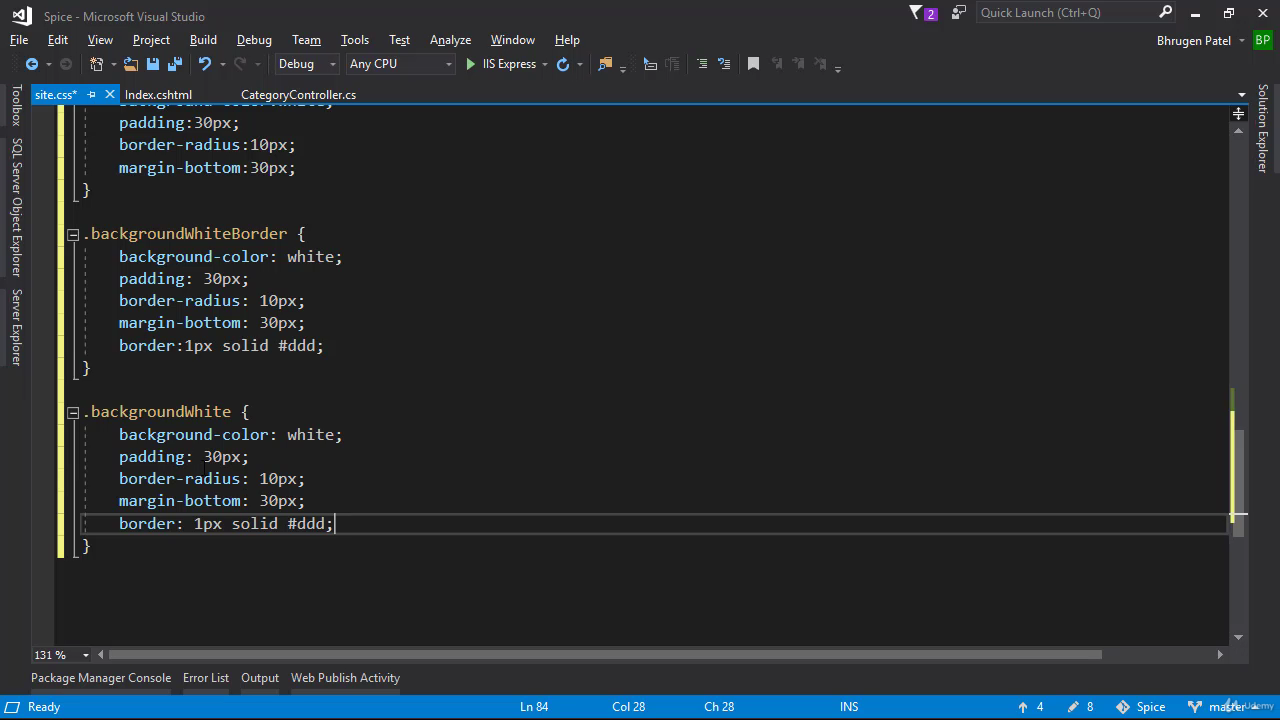 Spice - Microsoft Visual Studio
2
Quick Launch (Ctrl+Q)
File Edit View Project Build Debug Team Tools Test Analyze Window Help
Bhrugen Patel BP
Debug Any CPU IIS Express
site.css* Index.cshtml CategoryController.cs
Toolbox
SQL Server Object Explorer
Server Explorer
Solution Explorer
background-color:white;
padding:30px;
border-radius:10px;
margin-bottom:30px;
}
.backgroundWhiteBorder {
background-color: white;
padding: 30px;
border-radius: 10px;
margin-bottom: 30px;
border:1px solid #ddd;
}
.backgroundWhite {
background-color: white;
padding: 30px;
border-radius: 10px;
margin-bottom: 30px;
border: 1px solid #ddd;
}
131 %
Package Manager Console Error List Output Web Publish Activity
Ready Ln 84 Col 28 Ch 28 INS 4 8 Spice master
Udemy